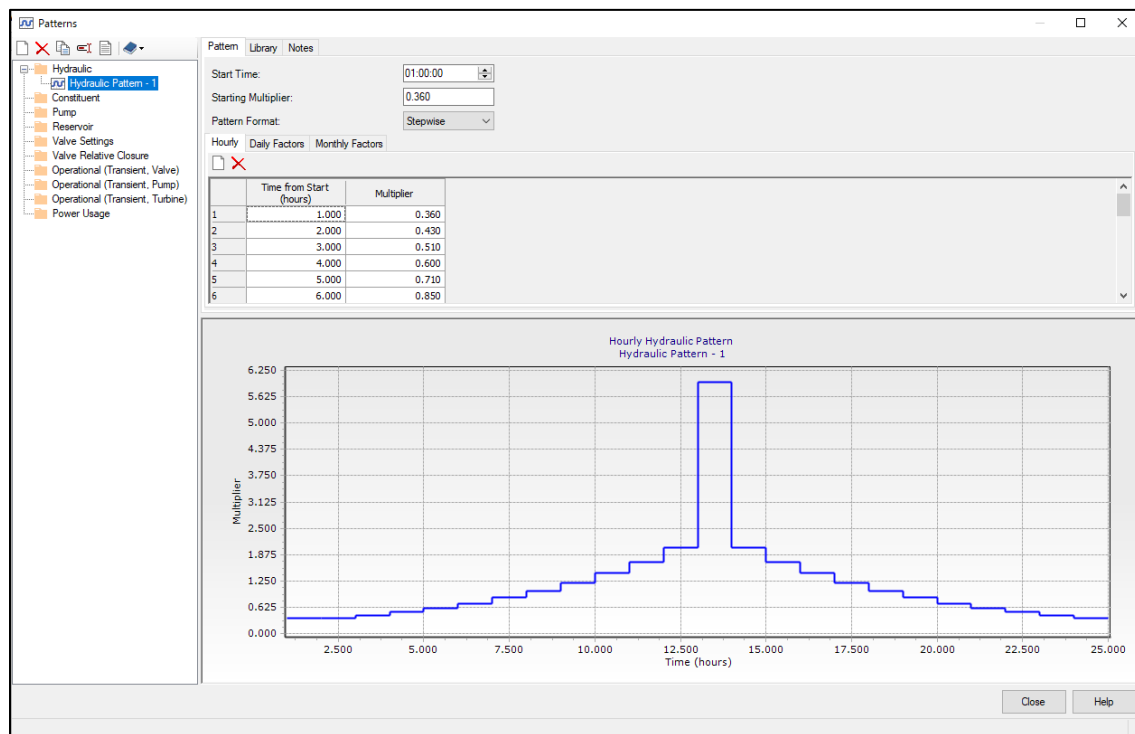 Patterns
Pattern Library Notes
Hydraulic
Hydraulic Pattern - 1
Constituent
Pump
Reservoir
Valve Settings
Valve Relative Closure
Operational (Transient, Valve)
Operational (Transient, Pump)
Operational (Transient, Turbine)
Power Usage
Start Time: 01:00:00
Starting Multiplier: 0.360
Pattern Format: Stepwise
Hourly Daily Factors Monthly Factors
Time from Start
(hours) Multiplier
1 1.000 0.360
2 2.000 0.430
3 3.000 0.510
4 4.000 0.600
5 5.000 0.710
6 6.000 0.850
Hourly Hydraulic Pattern
Hydraulic Pattern - 1
Multiplier
6.250
5.625
5.000
4.375
3.750
3.125
2.500
1.875
1.250
0.625
0.000
2.500 5.000 7.500 10.000 12.500 15.000 17.500 20.000 22.500 25.000
Time (hours)
Close Help